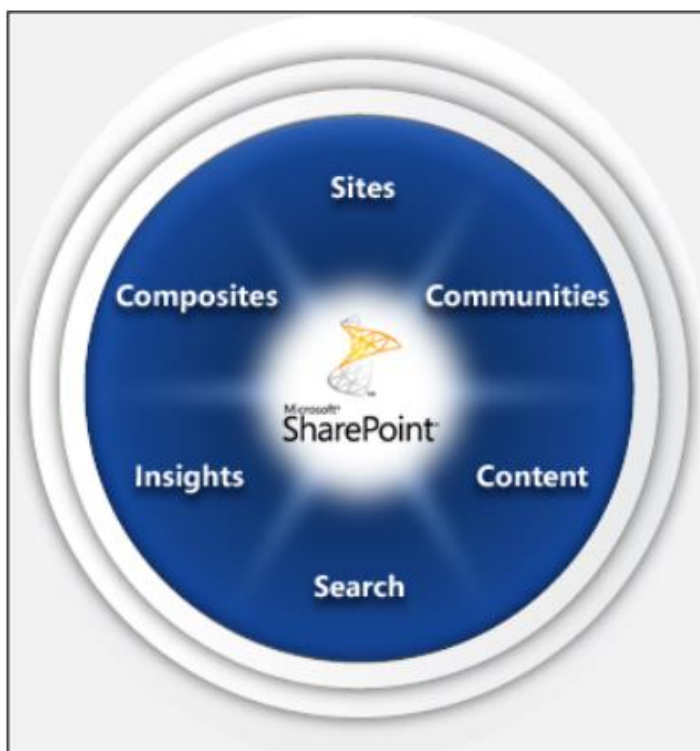 Sites
Composites
Communities
Microsoft®
SharePoint®
Insights
Content
Search